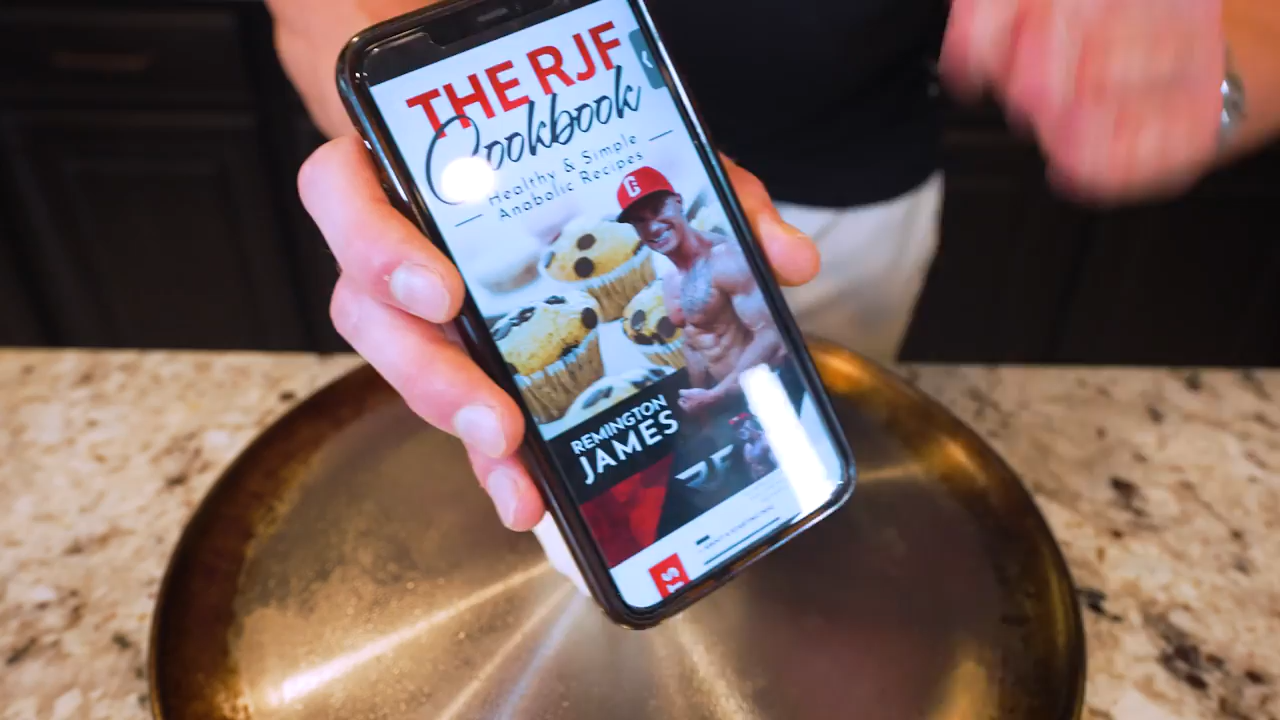 THE RJF
Cookbook
Healthy & Simple
Anabolic Recipes
REMINGTON
JAMES